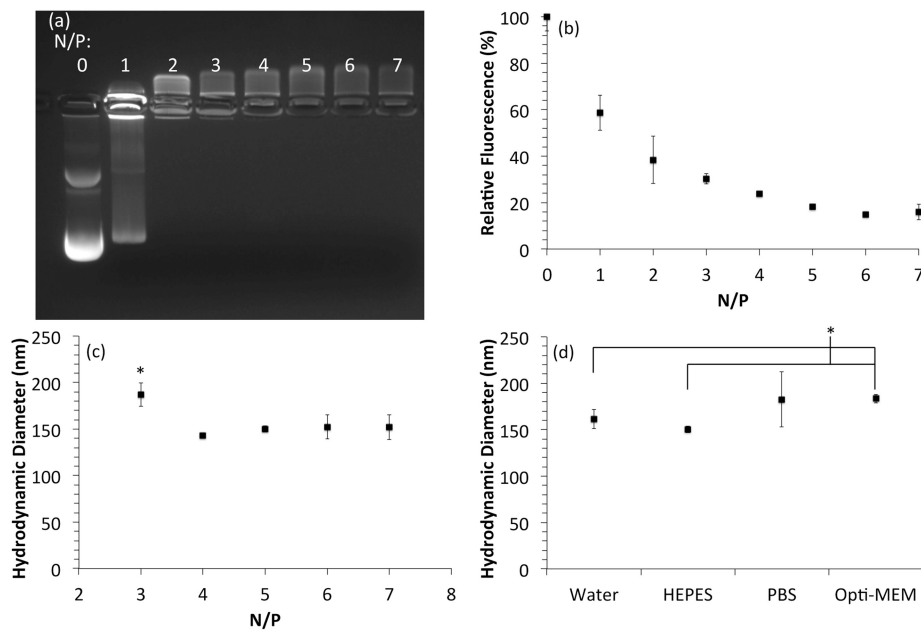 (a)
N/P:
0 1 2 3 4 5 6 7
(b)
Relative Fluorescence (%)
100
80
60
40
20
0
0 1 2 3 4 5 6 7
N/P
(c)
Hydrodynamic Diameter (nm)
250
200
150
100
50
0
*
2 3 4 5 6 7 8
N/P
(d)
Hydrodynamic Diameter (nm)
250
200
150
100
50
0
*
Water HEPES PBS Opti-MEM